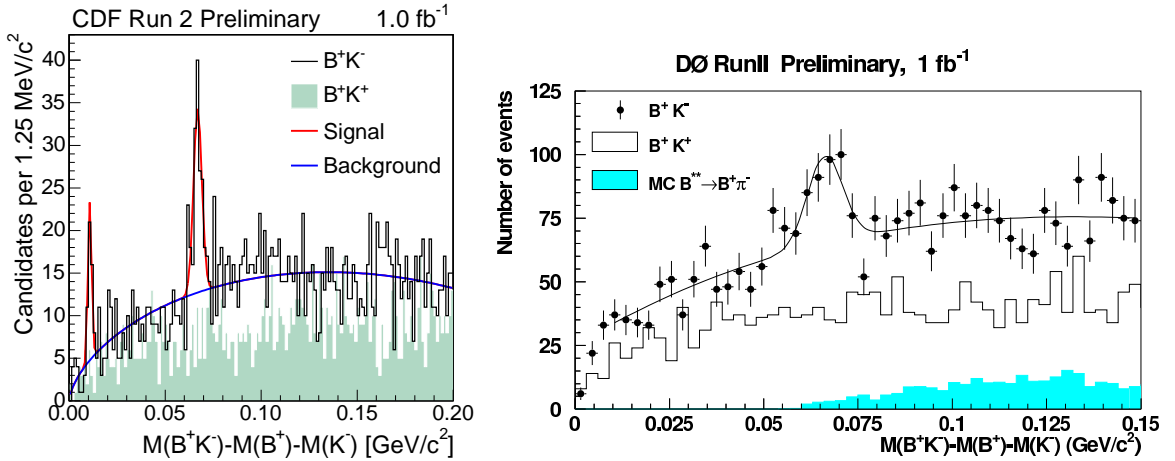 CDF Run 2 Preliminary 1.0 fb⁻¹
Candidates per 1.25 MeV/c²
40
35
30
25
20
15
10
5
0
B⁺K⁻
B⁺K⁺
Signal
Background
0.00 0.05 0.10 0.15 0.20
M(B⁺K⁻)-M(B⁺)-M(K⁻) [GeV/c²]
DØ RunII Preliminary, 1 fb⁻¹
Number of events
125
100
75
50
25
0
B⁺ K⁻
B⁺ K⁺
MC B**→B⁺π⁻
0 0.025 0.05 0.075 0.1 0.125 0.15
M(B⁺K⁻)-M(B⁺)-M(K⁻) (GeV/c²)